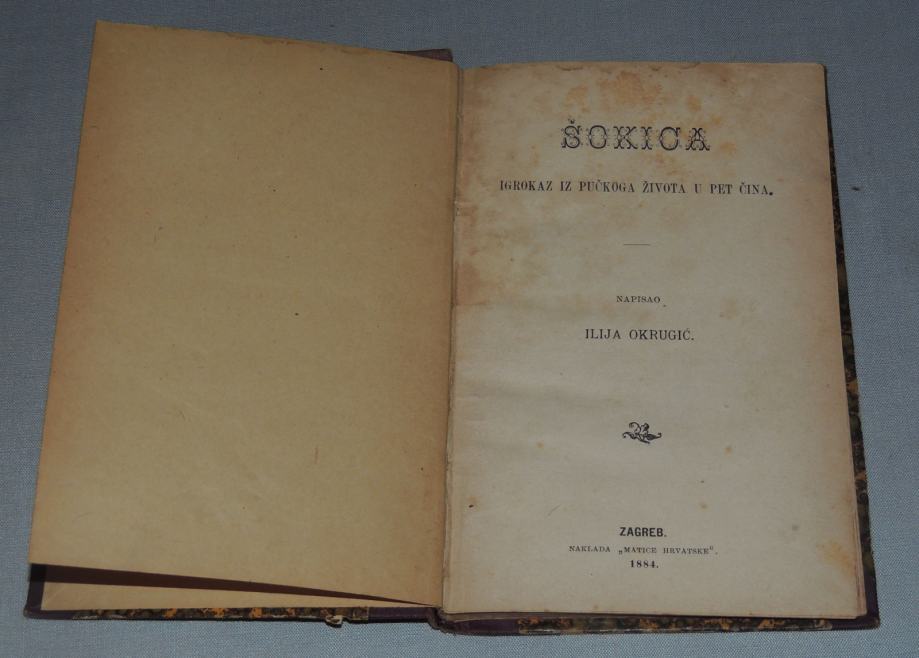 ŠOKICA
IGROKAZ IZ PUČKOGA ŽIVOTA U PET ČINA.
NAPISAO
ILIJA OKRUGIĆ.
ZAGREB.
NAKLADA „MATICE HRVATSKE“.
1884.